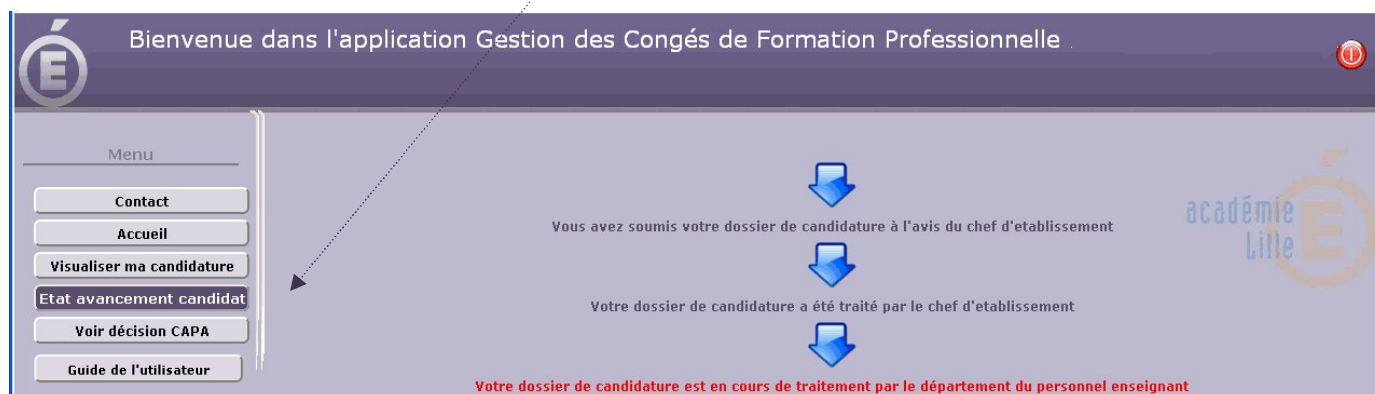 Bienvenue dans l'application Gestion des Congés de Formation Professionnelle .
É
Menu
Contact
Accueil
Visualiser ma candidature
Etat avancement candidat
Voir décision CAPA
Guide de l'utilisateur
Vous avez soumis votre dossier de candidature à l'avis du chef d'etablissement
Votre dossier de candidature a été traité par le chef d'etablissement
Votre dossier de candidature est en cours de traitement par le département du personnel enseignant
académie
Lille
É